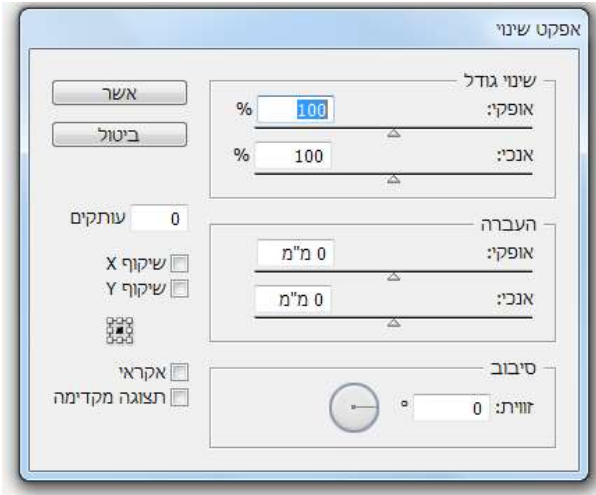 אפקט שינוי
שינוי גודל
אופקי: 100 %
אנכי: 100 %
העברה
אופקי: 0 מ"מ
אנכי: 0 מ"מ
סיבוב
זווית: 0 °
אשר
ביטול
0 עותקים
שיקוף X
שיקוף Y
אקראי
תצוגה מקדימה